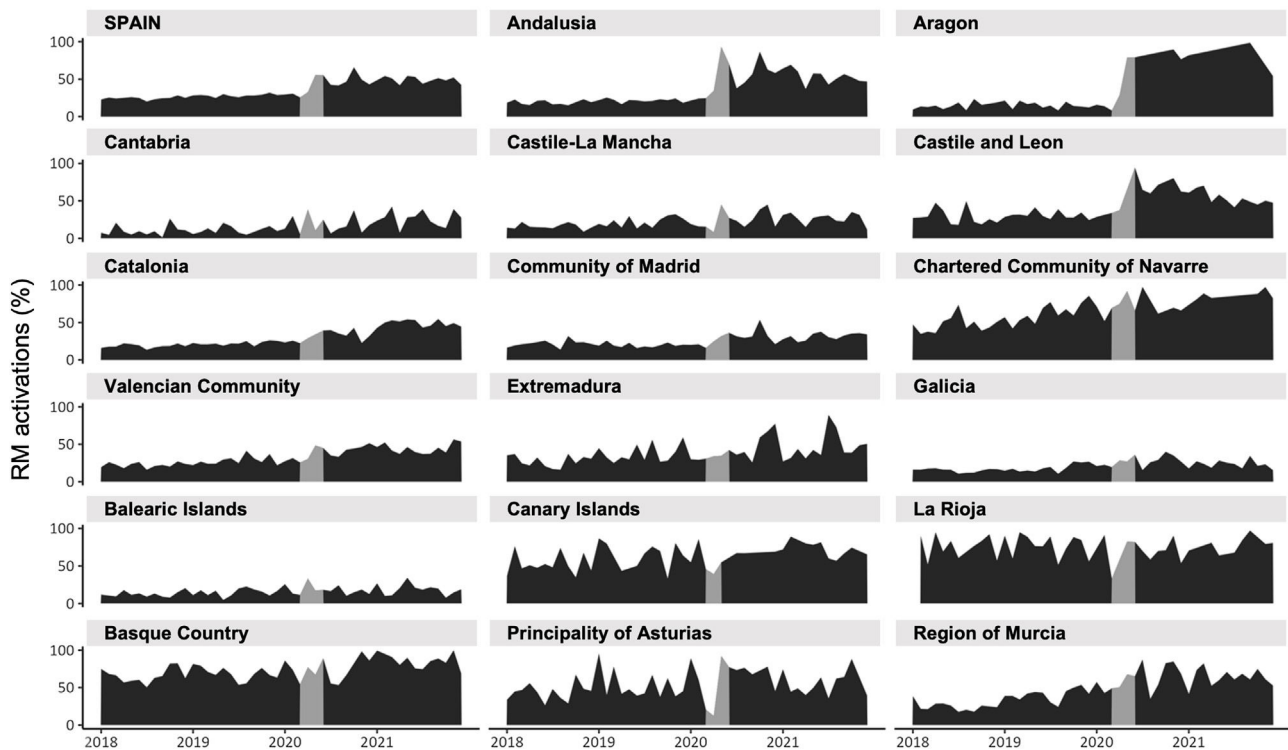 SPAIN Andalusia Aragon
100
50
0
Cantabria Castile-La Mancha Castile and Leon
100
50
0
Catalonia Community of Madrid Chartered Community of Navarre
100
50
0
Valencian Community Extremadura Galicia
100
50
0
Balearic Islands Canary Islands La Rioja
100
50
0
Basque Country Principality of Asturias Region of Murcia
100
50
0
2018 2019 2020 2021 2018 2019 2020 2021 2018 2019 2020 2021
RM activations (%)